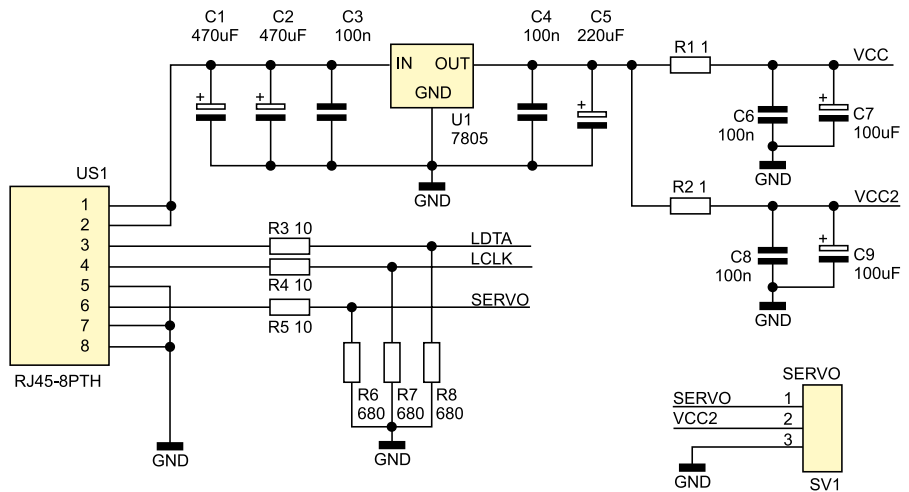 C1 C2 C3 C4 C5
470uF 470uF 100n 100n 220uF
R1 1 VCC
IN OUT
GND
+ + + +
U1
7805
C6 C7
100n 100uF
GND GND
US1
R2 1 VCC2
1
2
3 R3 10 LDTA
4 R4 10 LCLK
5
6 R5 10 SERVO
7
8
+
C8 C9
100n 100uF
GND
RJ45-8PTH
R6 R7 R8
680 680 680
GND GND
SERVO
SERVO 1
VCC2 2
3
GND
SV1